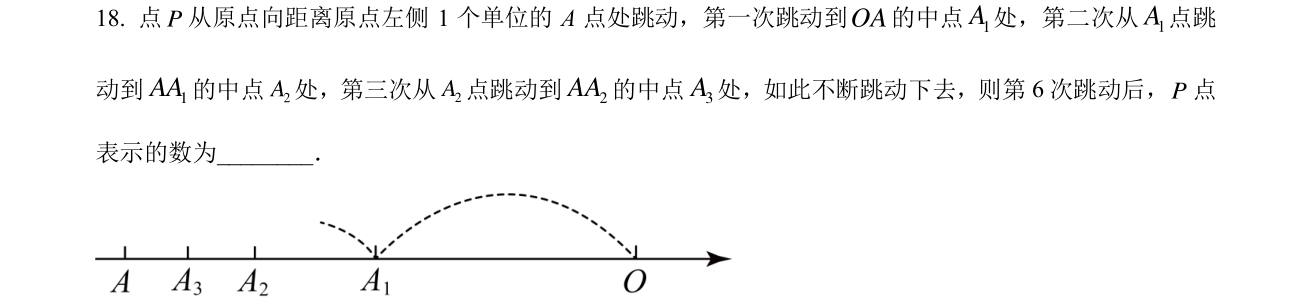 18. 点 P 从原点向距离原点左侧 1 个单位的 A 点处跳动，第一次跳动到 OA 的中点 A₁ 处，第二次从 A₁ 点跳
动到 AA₁ 的中点 A₂ 处，第三次从 A₂ 点跳动到 AA₂ 的中点 A₃ 处，如此不断跳动下去，则第 6 次跳动后，P 点
表示的数为________．
A A₃ A₂ A₁ O